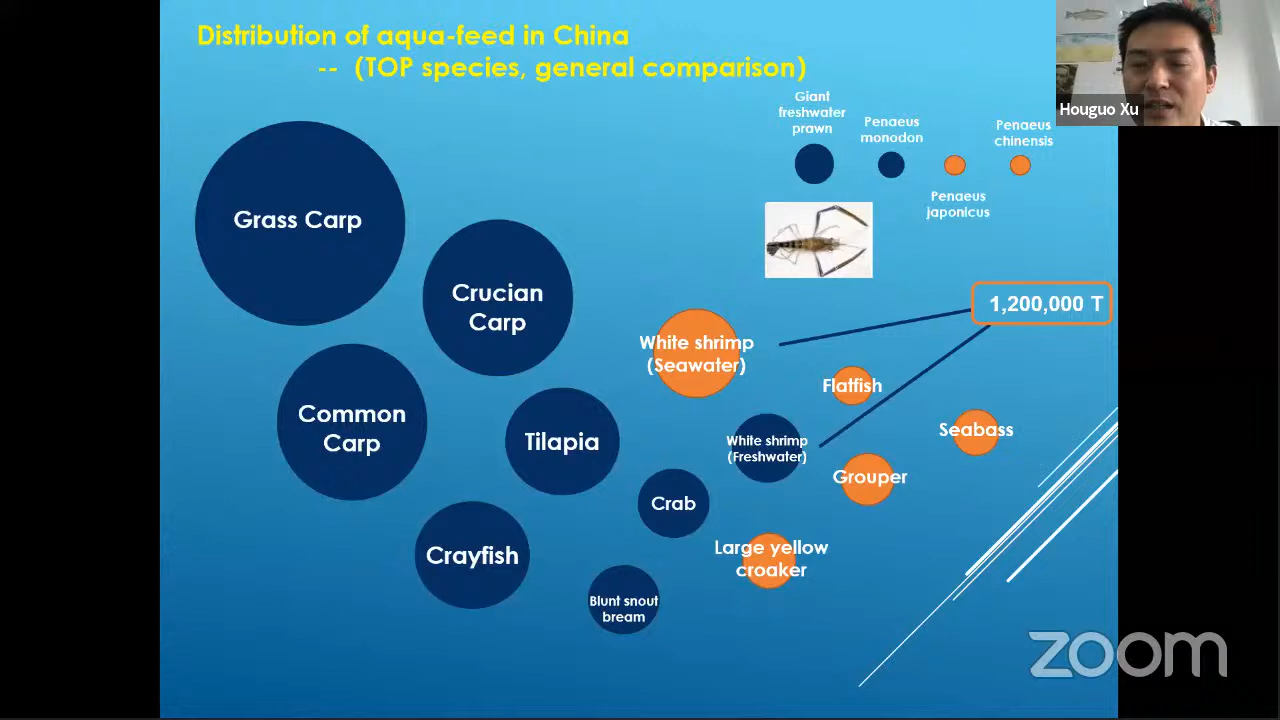 Distribution of aqua-feed in China
-- (TOP species, general comparison)
Houguo Xu
Giant
freshwater
prawn
Penaeus
monodon
Penaeus
chinensis
Penaeus
japonicus
Grass Carp
Crucian
Carp
1,200,000 T
White shrimp
(Seawater)
Flatfish
Common
Carp
Tilapia
White shrimp
(Freshwater)
Seabass
Grouper
Crab
Crayfish
Large yellow
croaker
Blunt snout
bream
zoom